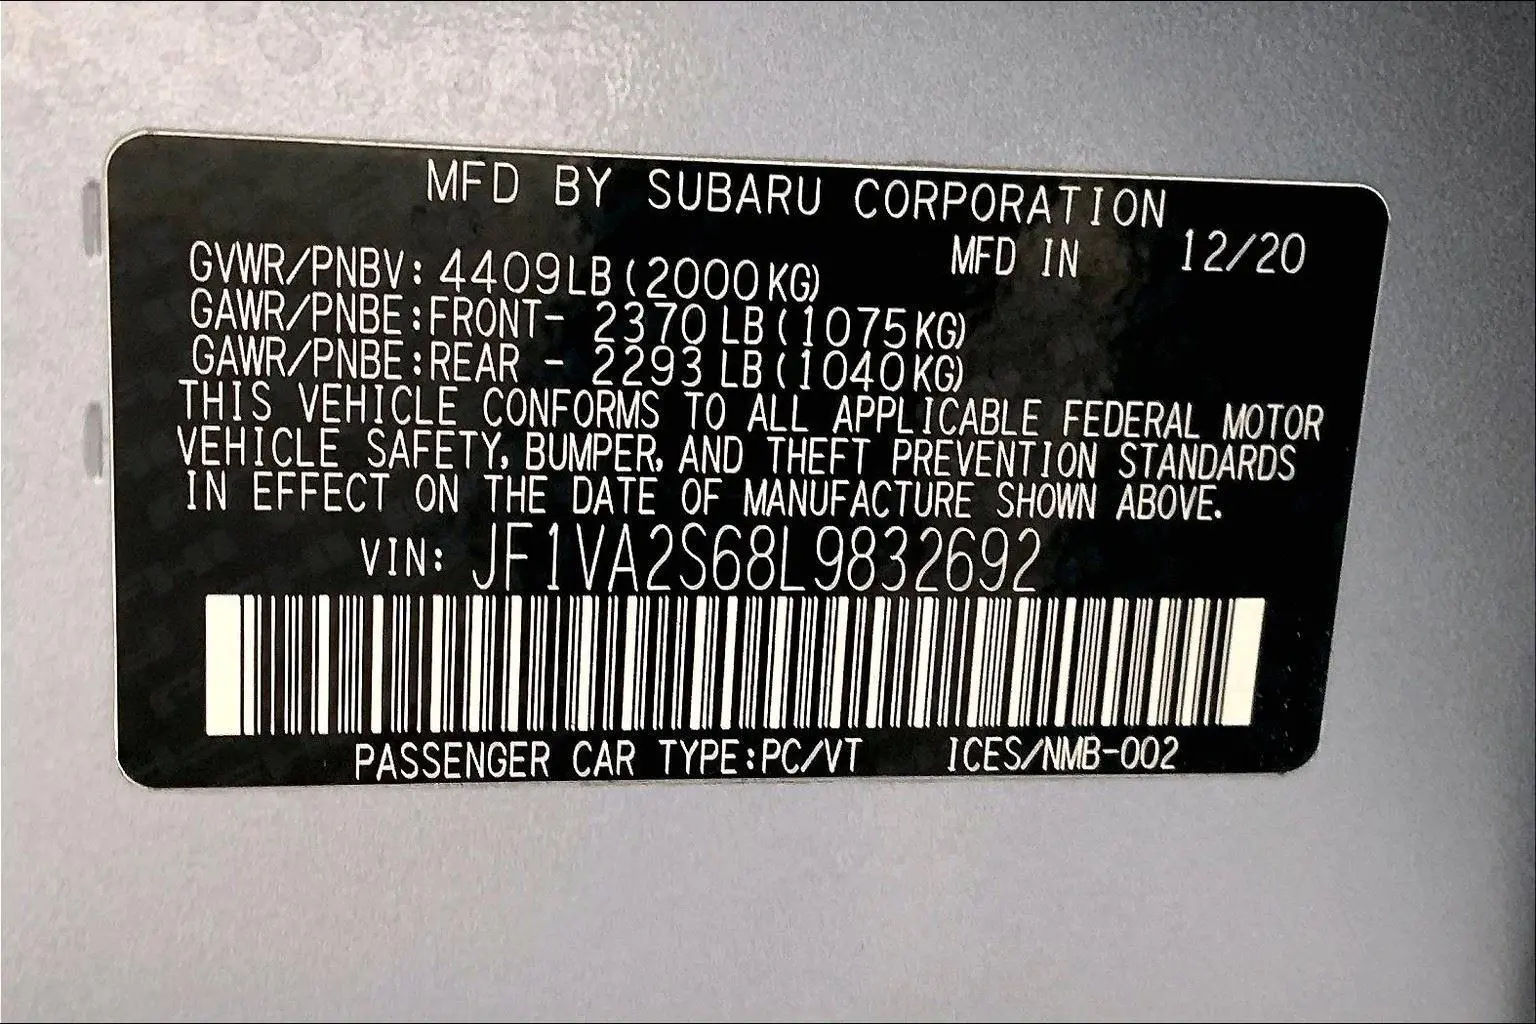 MFD BY SUBARU CORPORATION
MFD IN 12/20
GVWR/PNBV: 4409LB(2000KG)
GAWR/PNBE:FRONT- 2370LB(1075KG)
GAWR/PNBE:REAR - 2293LB(1040KG)
THIS VEHICLE CONFORMS TO ALL APPLICABLE FEDERAL MOTOR
VEHICLE SAFETY, BUMPER, AND THEFT PREVENTION STANDARDS
IN EFFECT ON THE DATE OF MANUFACTURE SHOWN ABOVE.
VIN: JF1VA2S68L9832692
PASSENGER CAR TYPE:PC/VT ICES/NMB-002